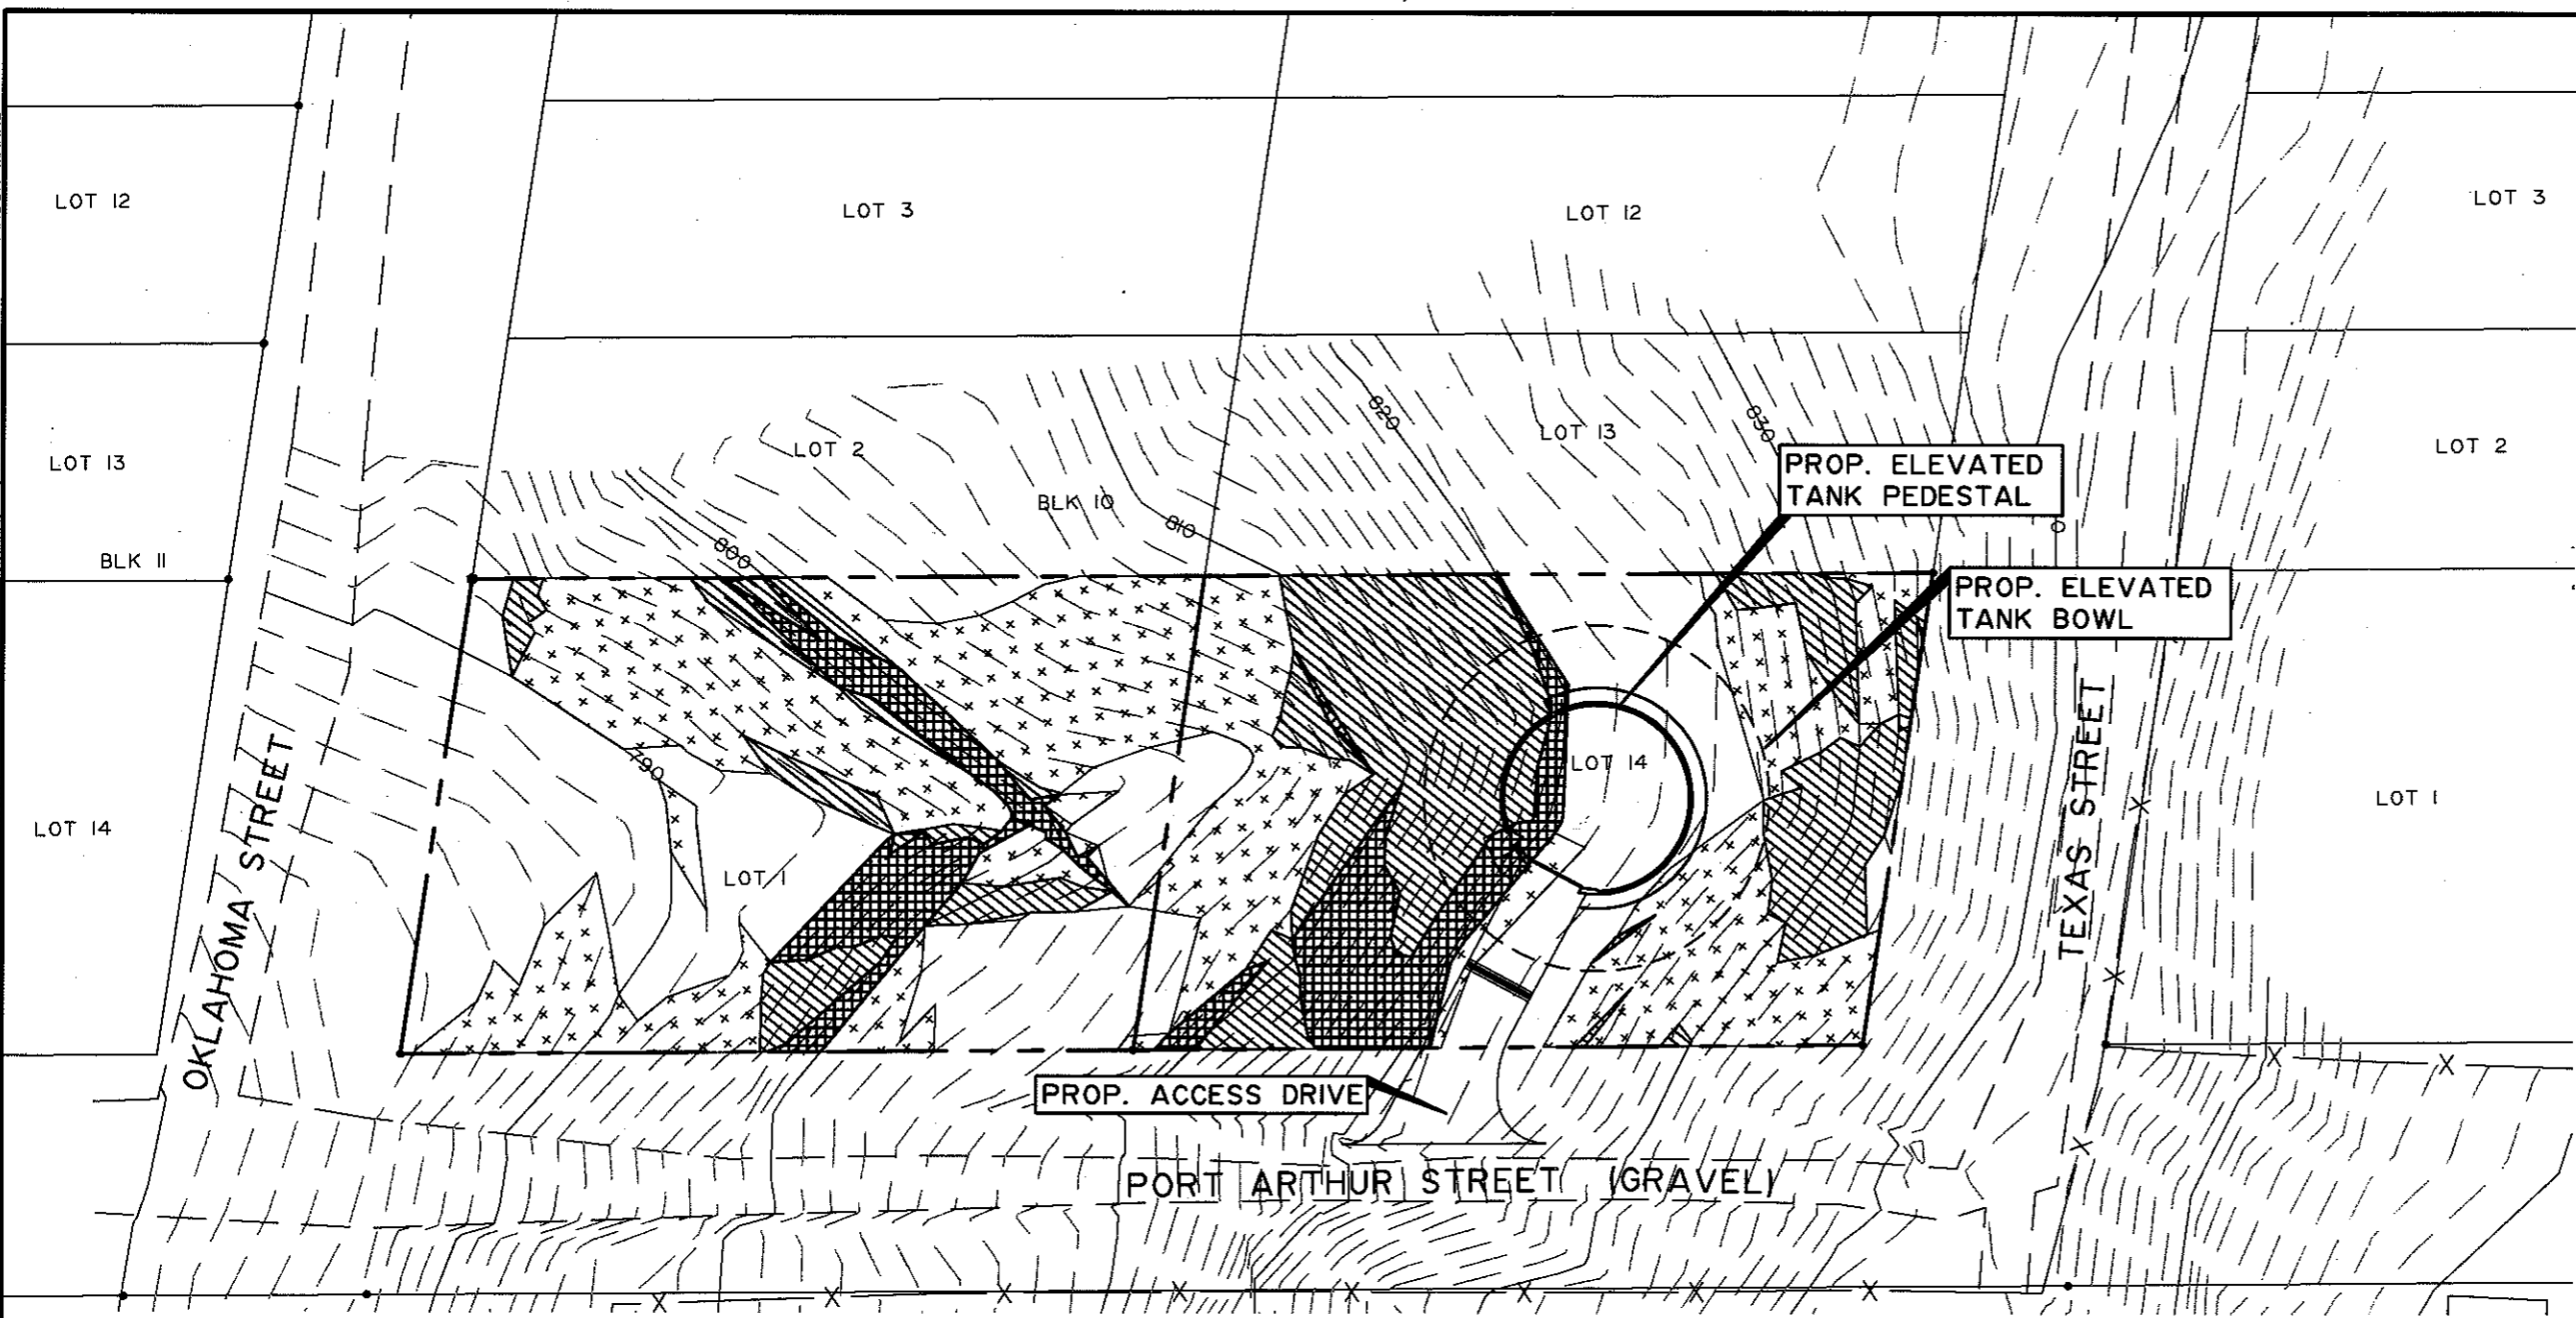 LOT 12
LOT 3
LOT 12
LOT 3
820
830
LOT 13
LOT 2
LOT 13
LOT 2
PROP. ELEVATED
TANK PEDESTAL
BLK 10
810
800
BLK 11
PROP. ELEVATED
TANK BOWL
790
LOT 14
LOT 1
LOT 14
LOT 1
OKLAHOMA STREET
TEXAS STREET
PROP. ACCESS DRIVE
PORT ARTHUR STREET (GRAVEL)